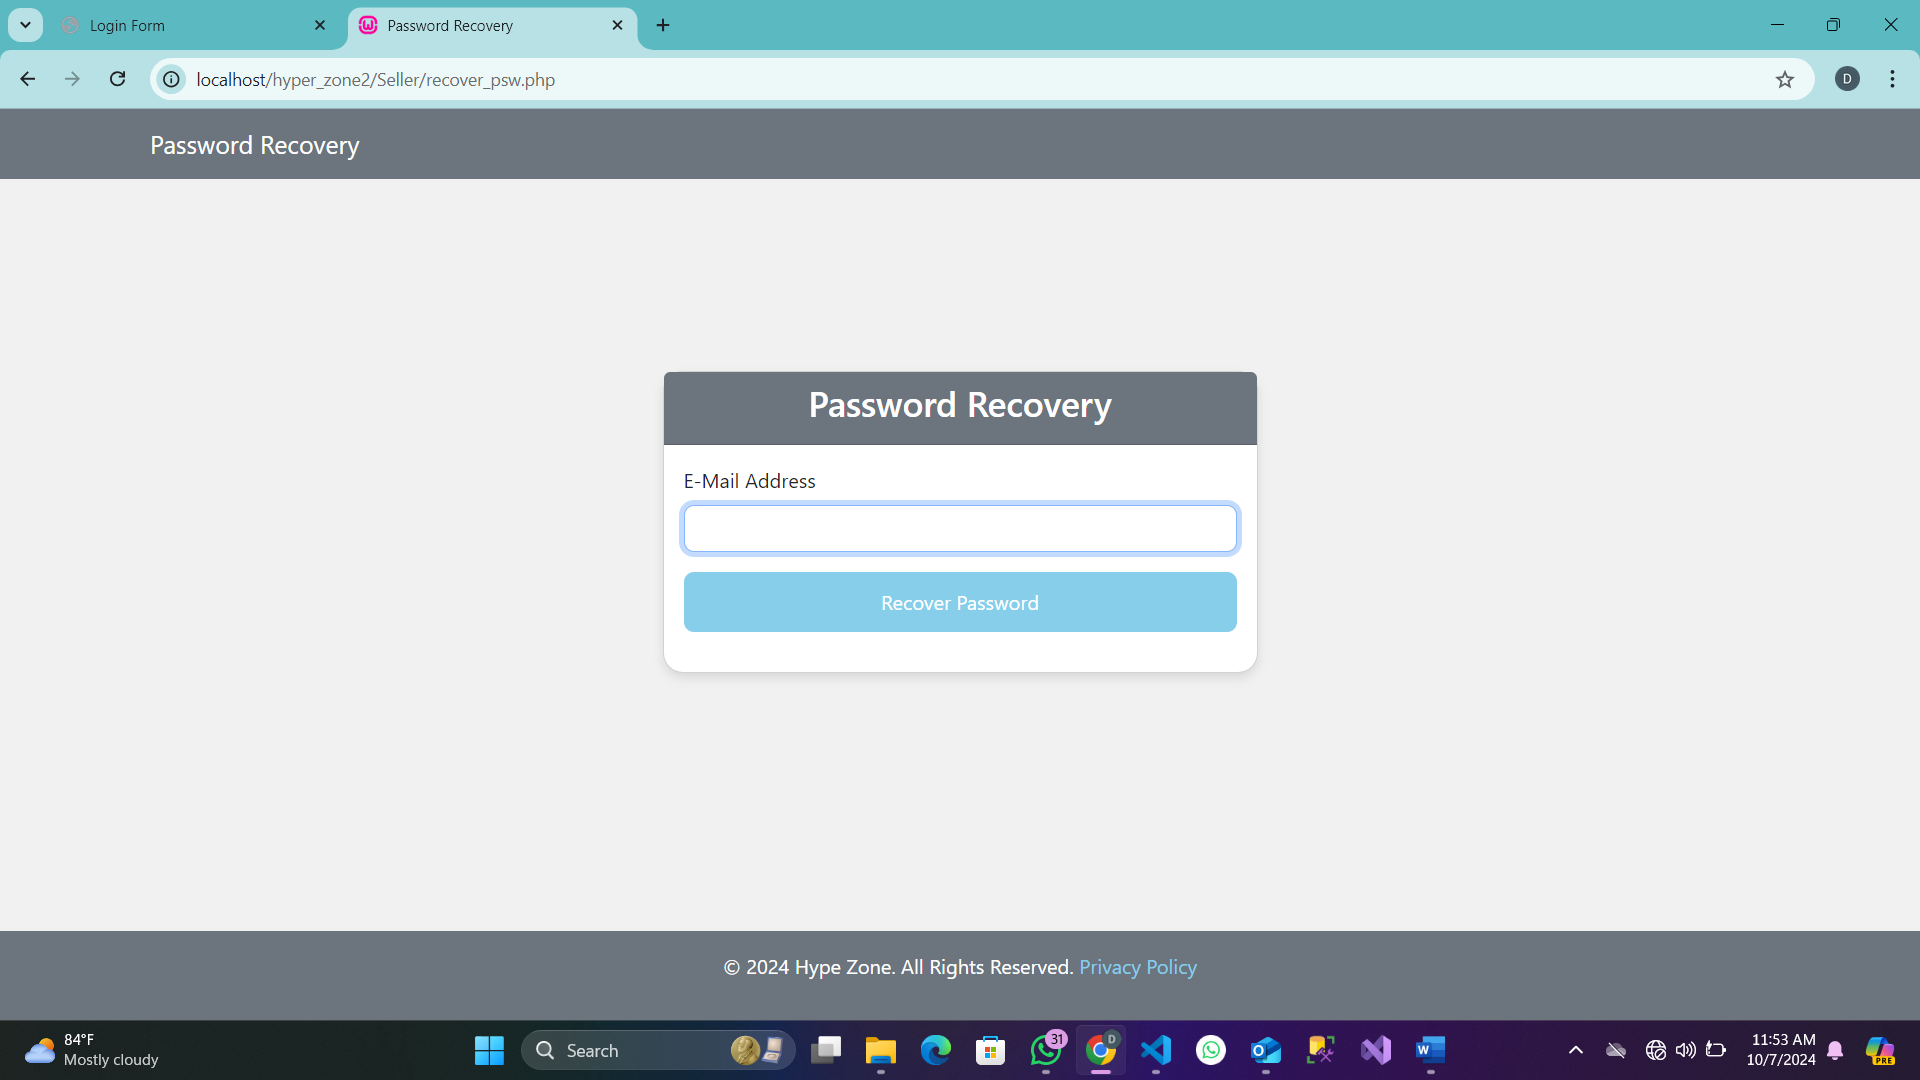 Login Form
Password Recovery
localhost/hyper_zone2/Seller/recover_psw.php
D
Password Recovery
Password Recovery
E-Mail Address
Recover Password
© 2024 Hype Zone. All Rights Reserved. Privacy Policy
84°F
Mostly cloudy
Search
31
D
11:53 AM
10/7/2024
PRE